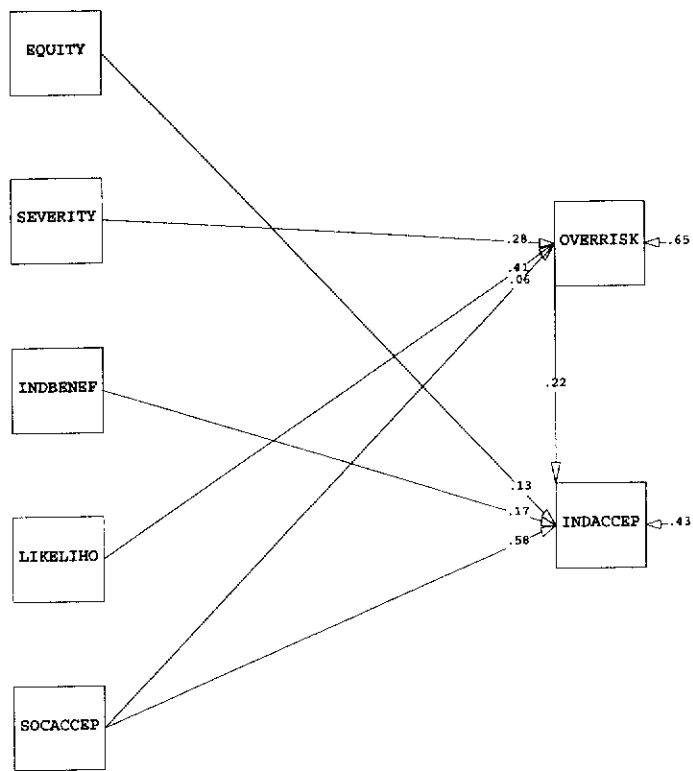 EQUITY
SEVERITY
.28
OVERRISK
.65
.41
.06
INDBENEF
.22
.13
.17
INDACCEP
.43
.58
LIKELIHO
SOCACCEP